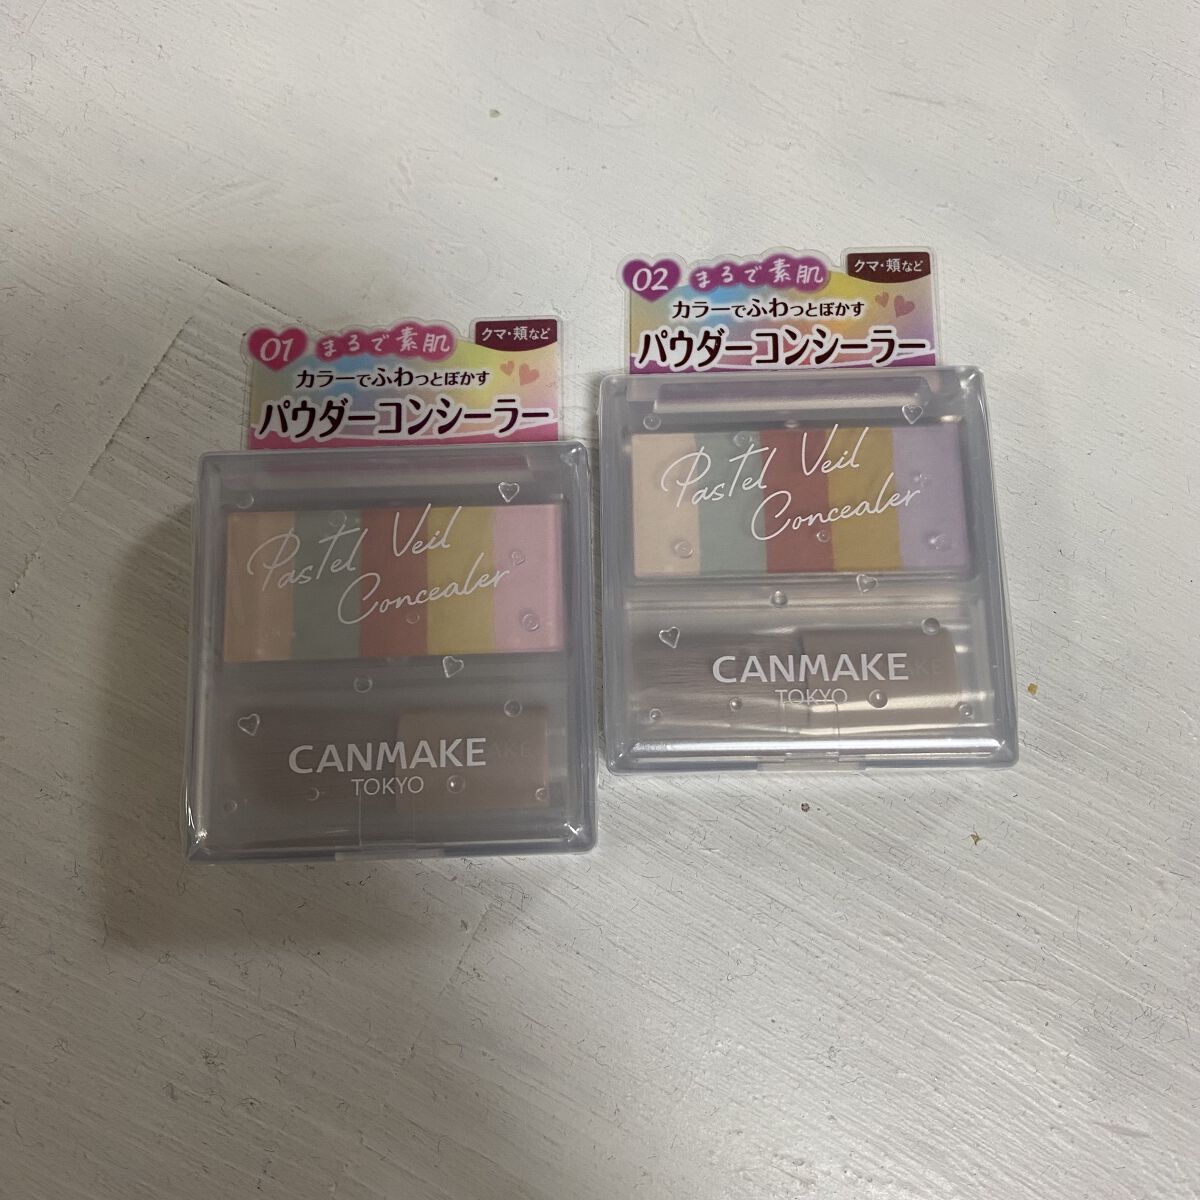 01 まるで素肌
クマ・頬など
カラーでふわっとぼかす
パウダーコンシーラー
Pastel Veil
Concealer
CANMAKE
TOKYO
02 まるで素肌
クマ・頬など
カラーでふわっとぼかす
パウダーコンシーラー
Pastel Veil
Concealer
CANMAKE
TOKYO